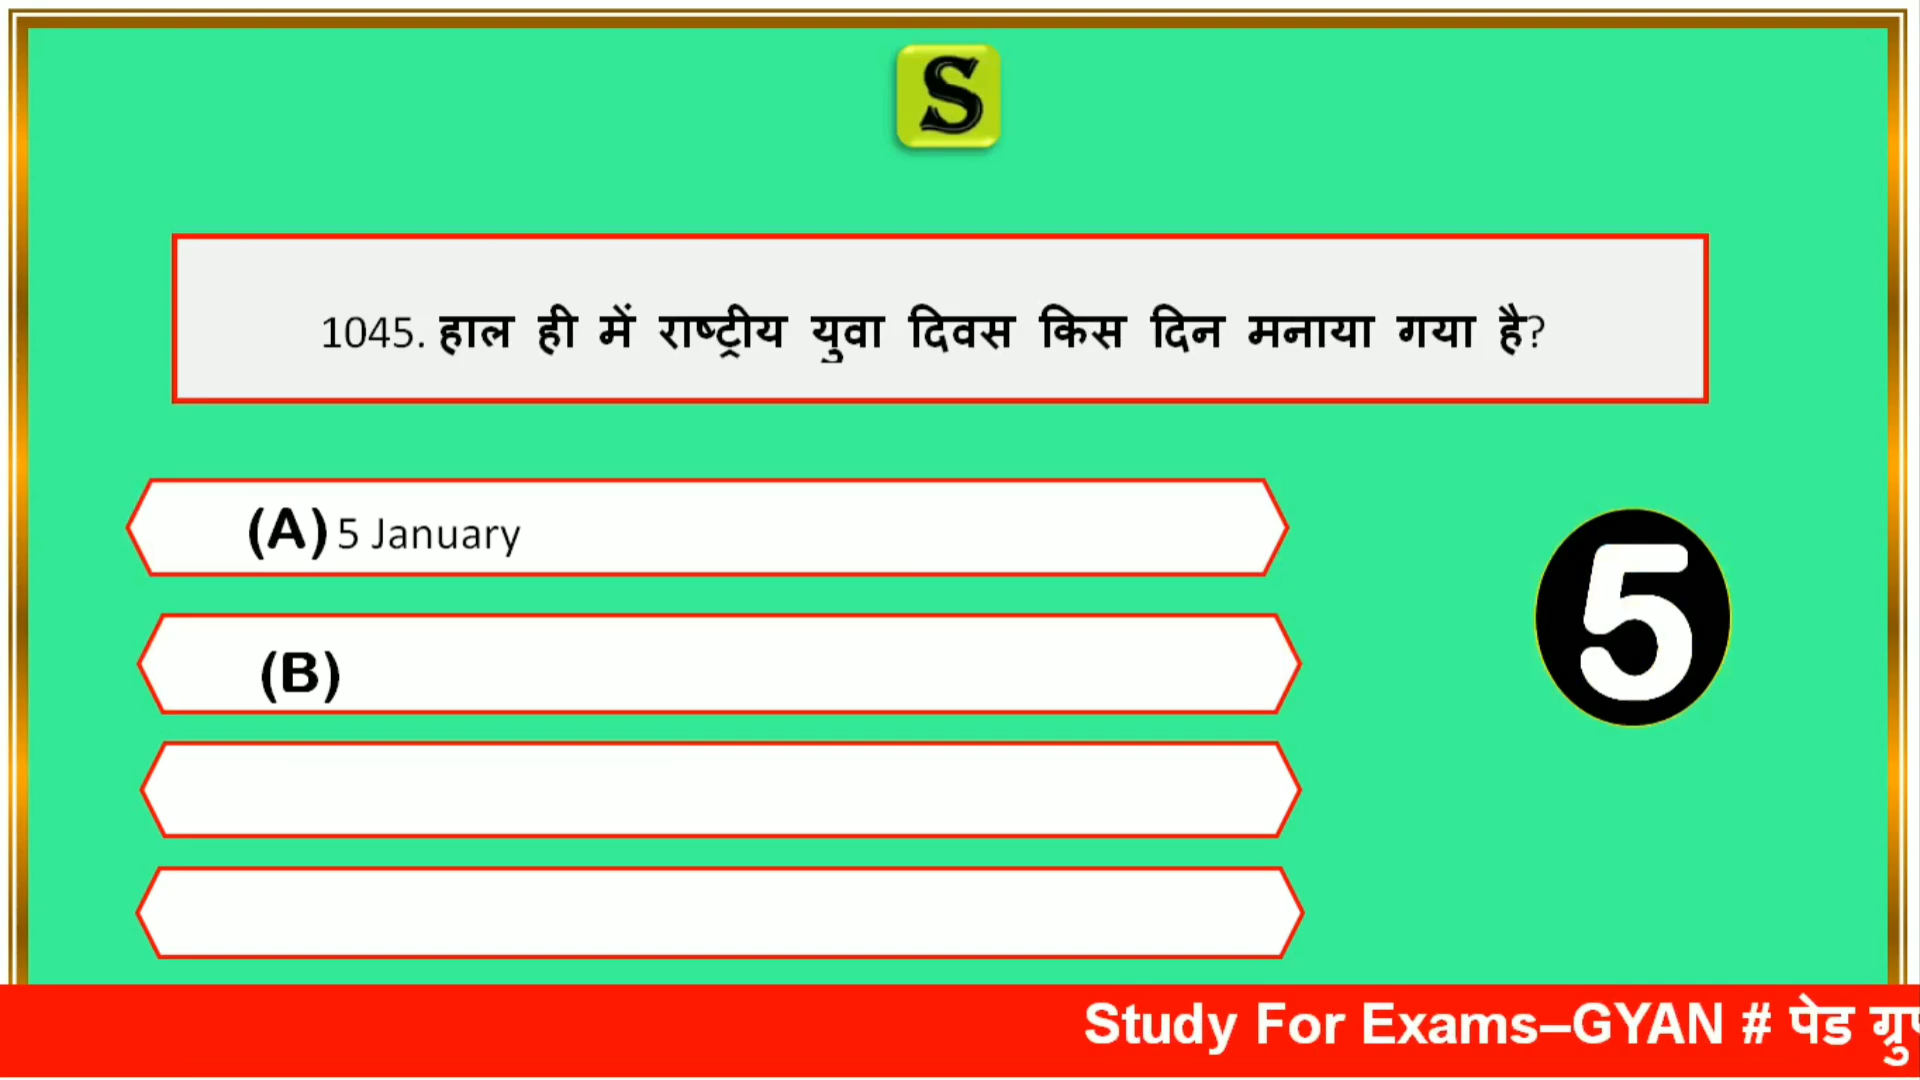 S
1045. हाल ही में राष्ट्रीय युवा दिवस किस दिन मनाया गया है?
(A) 5 January
(B)
5
Study For Exams–GYAN # पेड